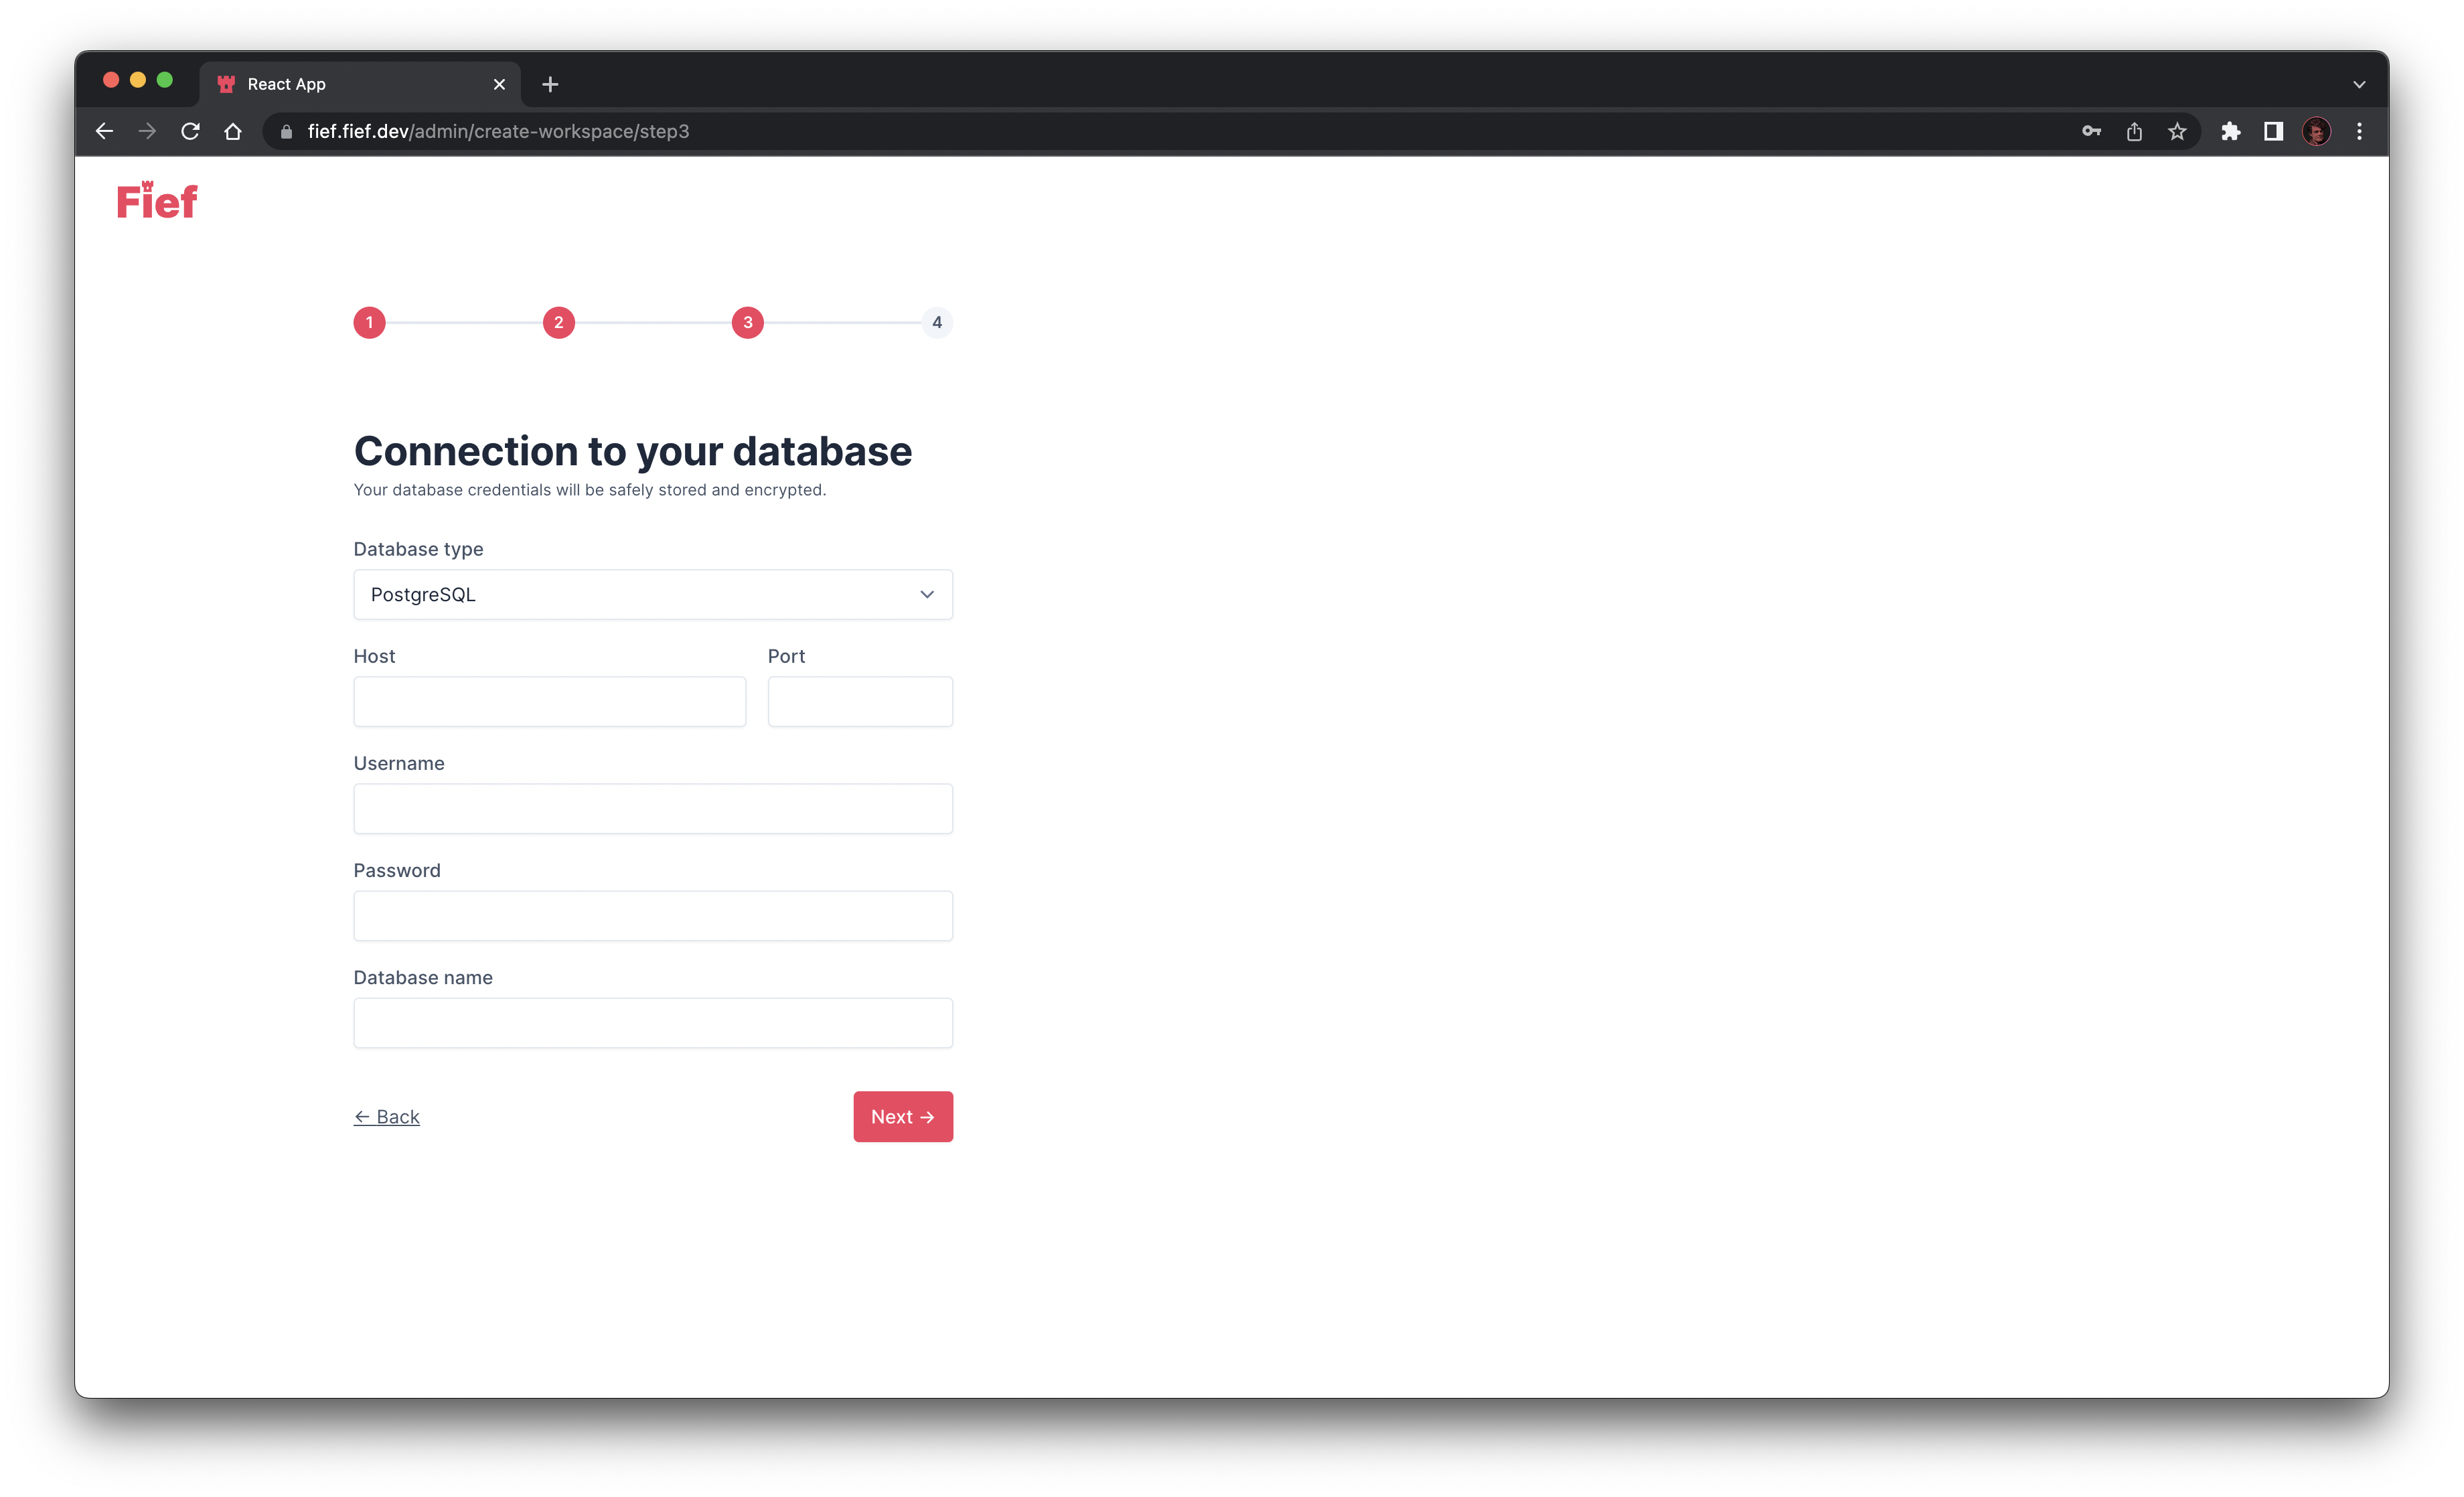 React App
fief.fief.dev/admin/create-workspace/step3
Fief
1 2 3 4
Connection to your database
Your database credentials will be safely stored and encrypted.
Database type
PostgreSQL
Host Port
Username
Password
Database name
← Back Next →